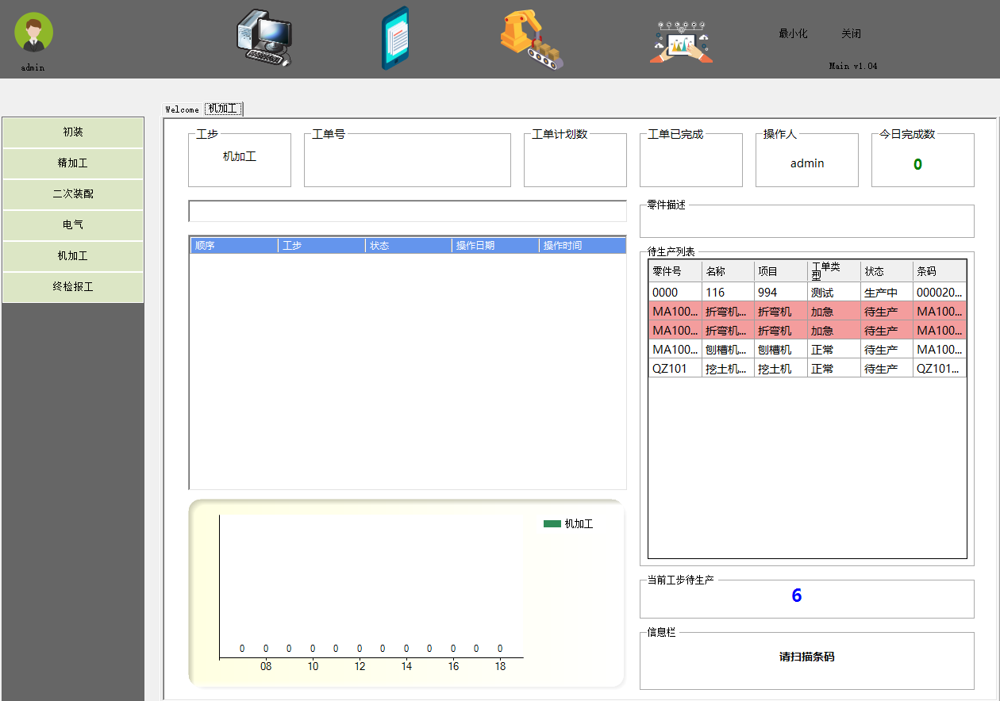 admin
最小化 关闭
Main v1.04
初装
精加工
二次装配
电气
机加工
终检报工
Welcome 机加工
工步 工单号 工单计划数 工单已完成 操作人 今日完成数
机加工 admin 0
零件描述
顺序 工步 状态 操作日期 操作时间
待生产列表
零件号 名称 项目 工单类型 状态 条码
0000 116 994 测试 生产中 000020...
MA100... 折弯机... 折弯机 加急 待生产 MA100...
MA100... 折弯机... 折弯机 加急 待生产 MA100...
MA100... 刨槽机... 刨槽机 正常 待生产 MA100...
QZ101 挖土机... 挖土机 正常 待生产 QZ101...
机加工
0 0 0 0 0 0 0 0 0 0 0 0
08 10 12 14 16 18
当前工步待生产
6
信息栏
请扫描条码